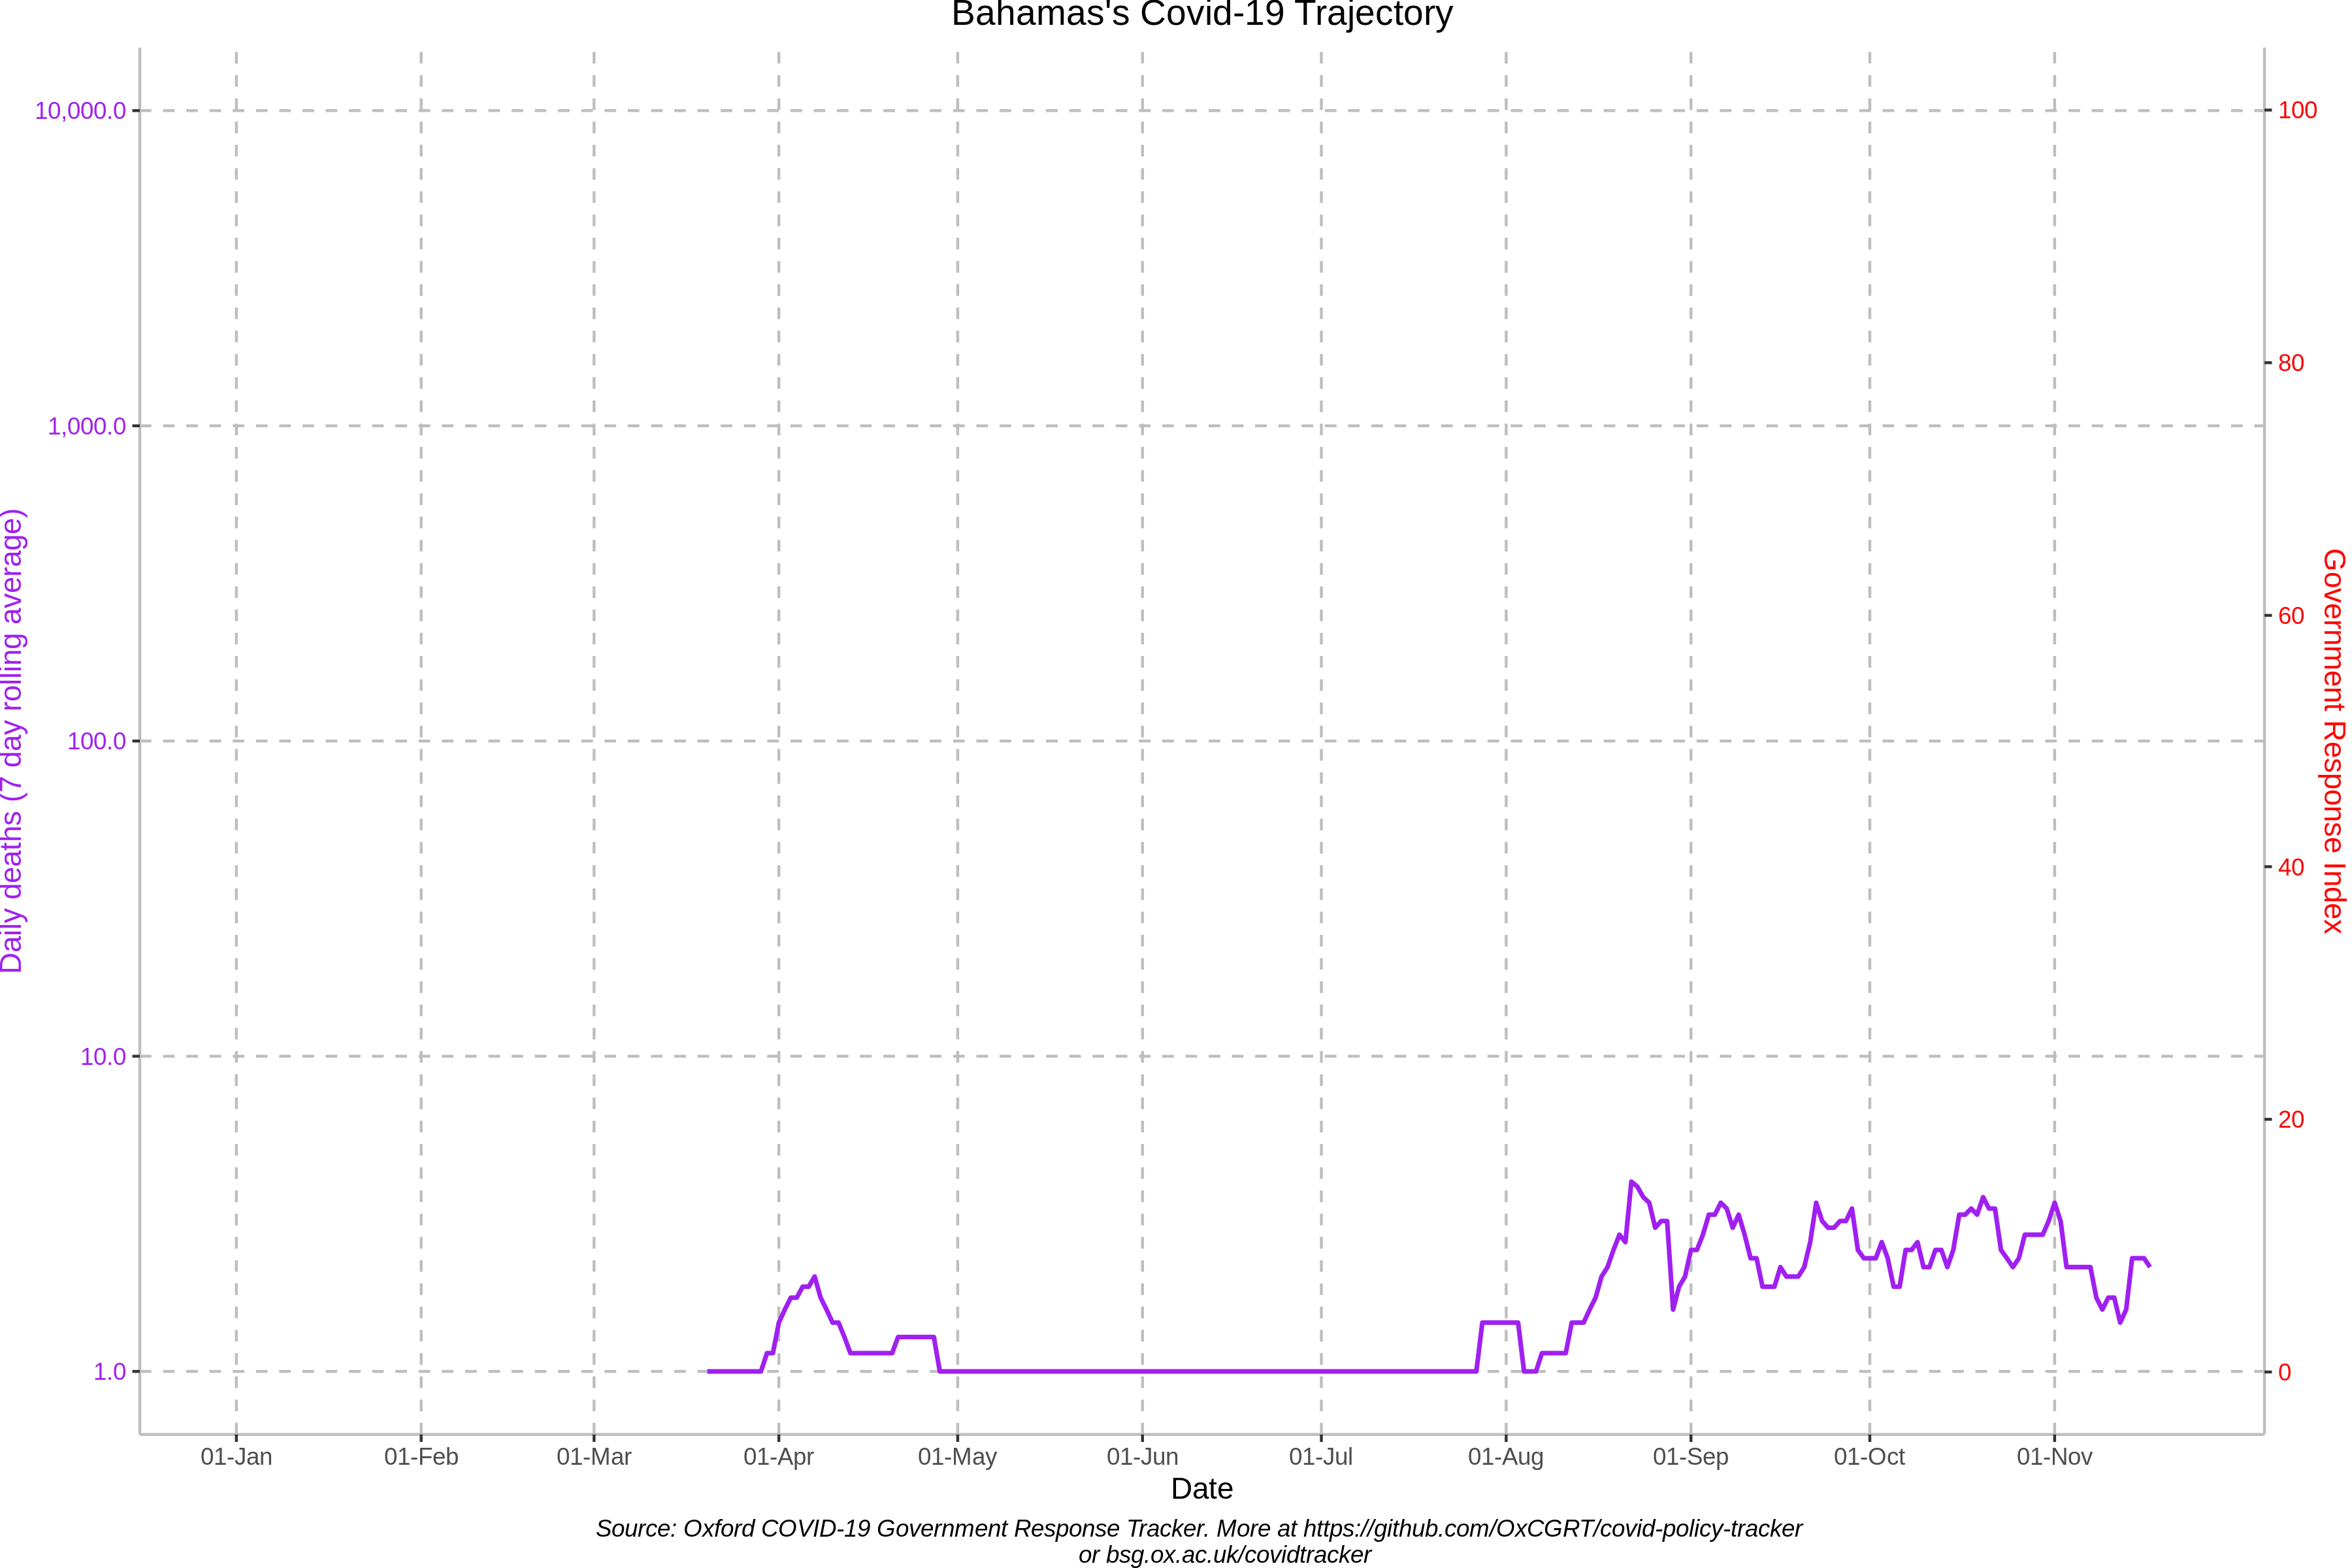 Bahamas's Covid-19 Trajectory
10,000.0
1,000.0
100.0
10.0
1.0
Daily deaths (7 day rolling average)
100
80
60
40
20
0
Government Response Index
01-Jan 01-Feb 01-Mar 01-Apr 01-May 01-Jun 01-Jul 01-Aug 01-Sep 01-Oct 01-Nov
Date
Source: Oxford COVID-19 Government Response Tracker. More at https://github.com/OxCGRT/covid-policy-tracker
or bsg.ox.ac.uk/covidtracker